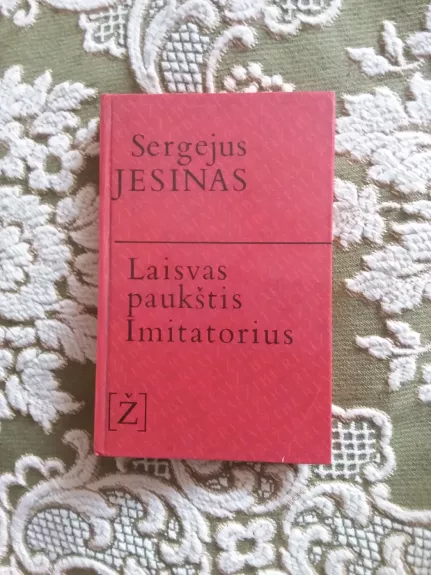 Sergejus
JESINAS
Laisvas
paukštis
Imitatorius
[Ž]